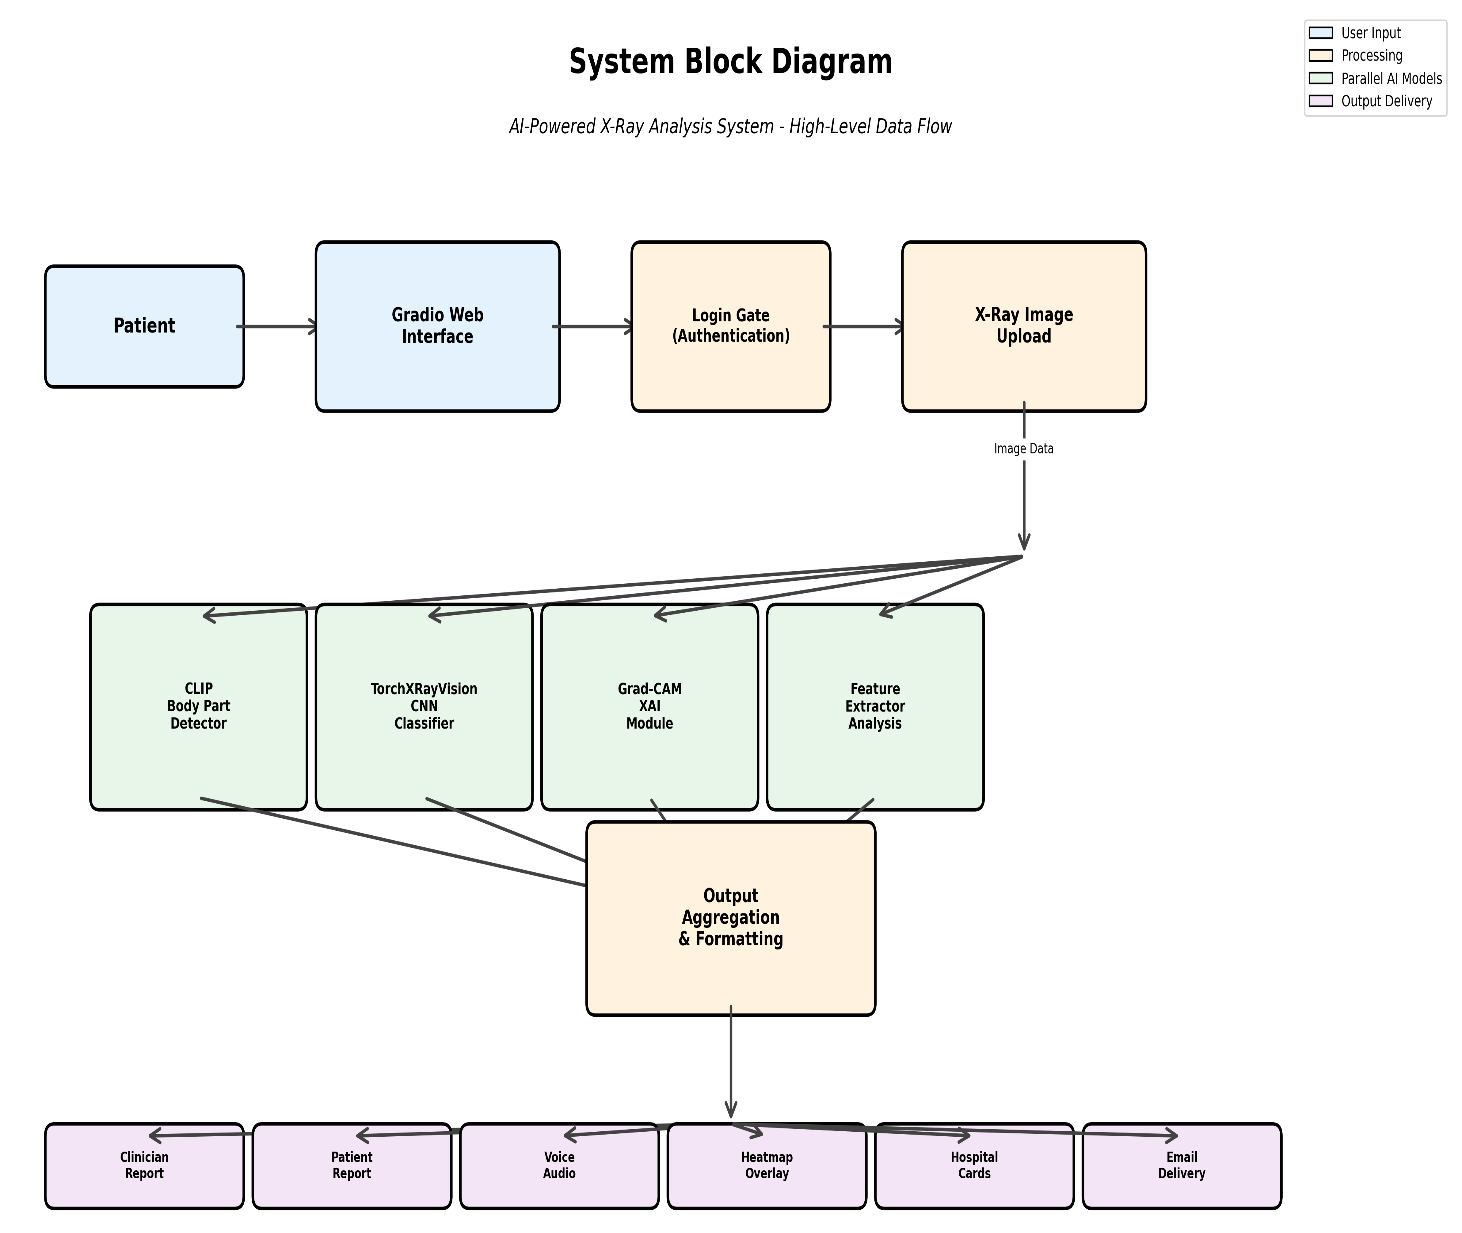 System Block Diagram
AI-Powered X-Ray Analysis System - High-Level Data Flow
User Input
Processing
Parallel AI Models
Output Delivery
Patient
Gradio Web
Interface
Login Gate
(Authentication)
X-Ray Image
Upload
Image Data
CLIP
Body Part
Detector
TorchXRayVision
CNN
Classifier
Grad-CAM
XAI
Module
Feature
Extractor
Analysis
Output
Aggregation
& Formatting
Clinician
Report
Patient
Report
Voice
Audio
Heatmap
Overlay
Hospital
Cards
Email
Delivery